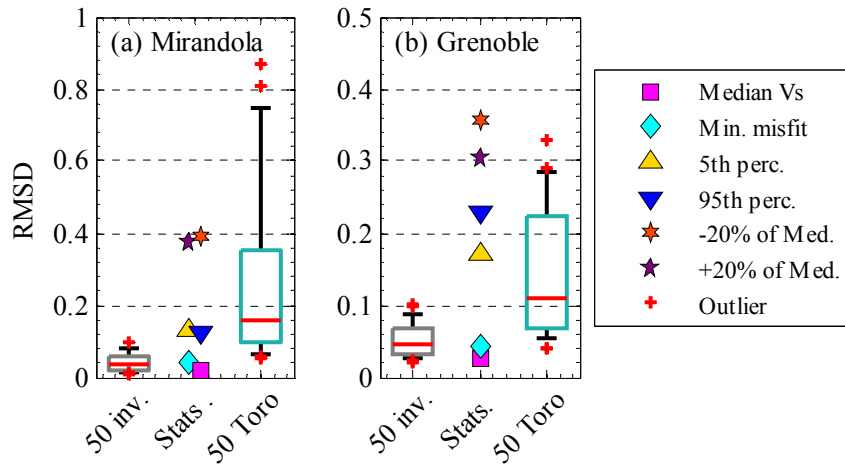 (a) Mirandola
RMSD
1
0.8
0.6
0.4
0.2
0
50 inv.
Stats .
50 Toro
(b) Grenoble
0.5
0.4
0.3
0.2
0.1
0
50 inv.
Stats.
50 Toro
Median Vs
Min. misfit
5th perc.
95th perc.
-20% of Med.
+20% of Med.
Outlier